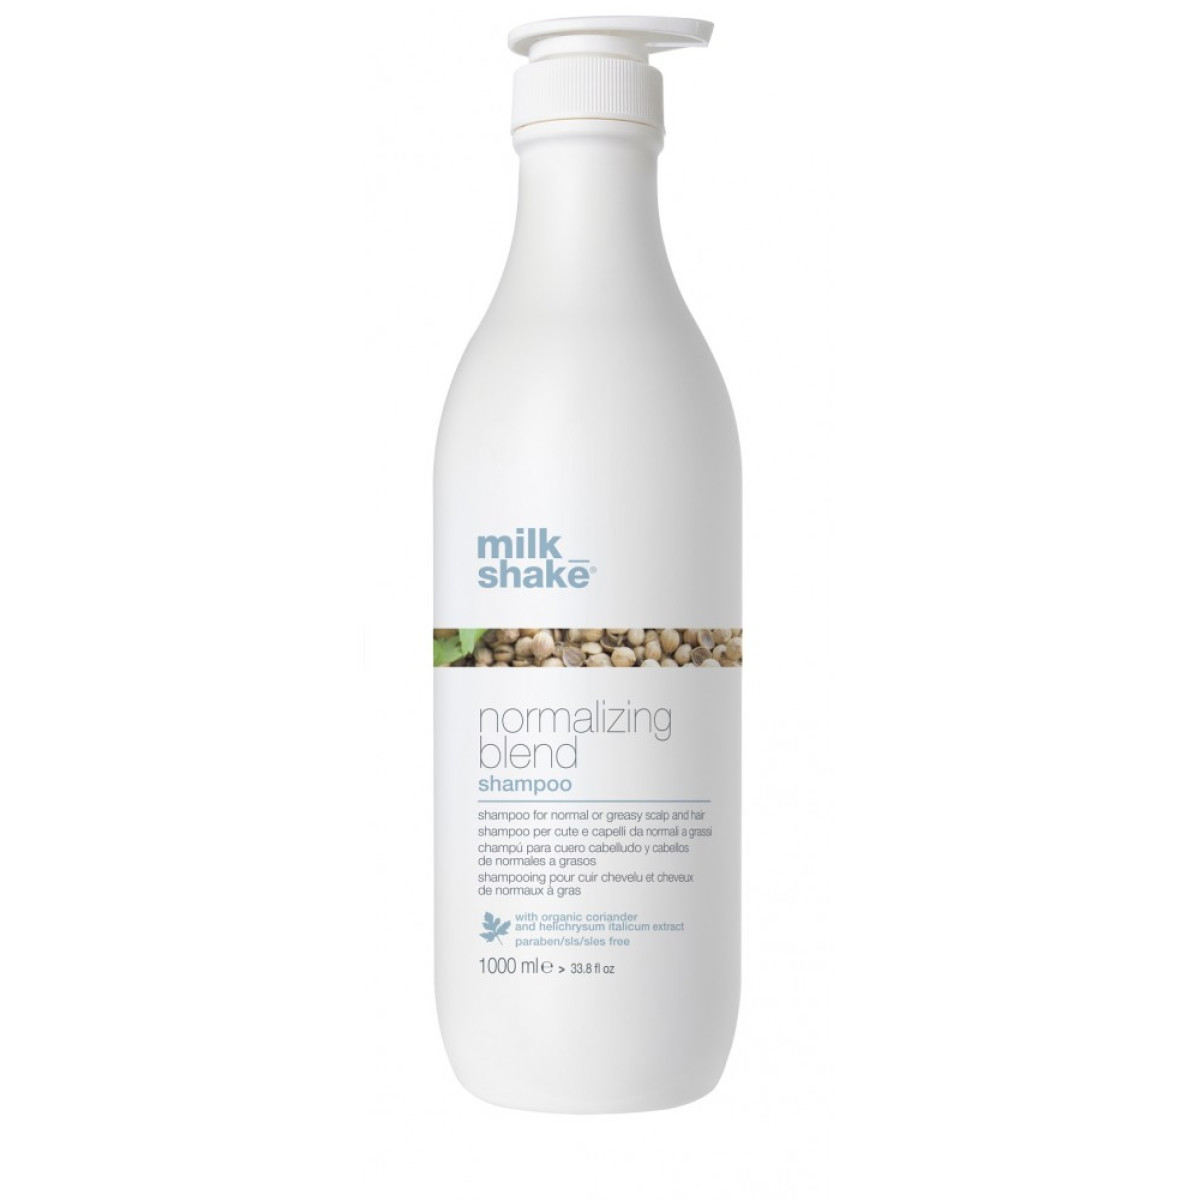 milk_
shake®
normalizing
blend
shampoo
shampoo for normal or greasy scalp and hair
shampoo per cute e capelli da normali a grassi
champú para cuero cabelludo y cabellos
de normales a grasos
shampooing pour cuir chevelu et cheveux
de normaux à gras
with organic coriander
and helichrysum italicum extract
paraben/sls/sles free
1000 ml℮ > 33.8 fl oz